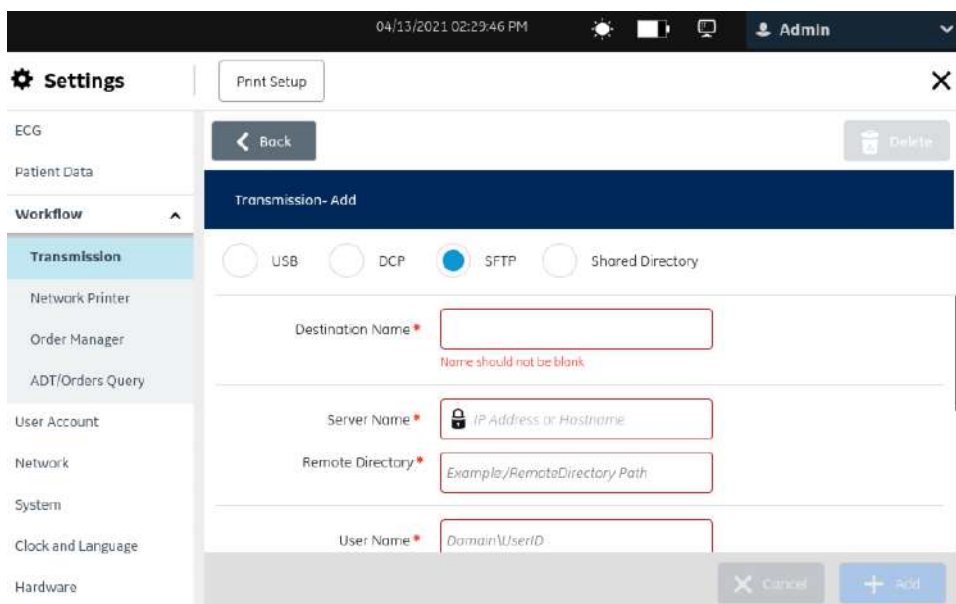 04/13/2021 02:29:46 PM
Admin
Settings
Print Setup
ECG
Patient Data
Workflow
Transmission
Network Printer
Order Manager
ADT/Orders Query
User Account
Network
System
Clock and Language
Hardware
Back
Delete
Transmission- Add
USB
DCP
SFTP
Shared Directory
Destination Name*
Name should not be blank
Server Name*
IP Address or Hostname
Remote Directory*
Example:/RemoteDirectory Path
User Name*
Domain\UserID
Cancel
Add